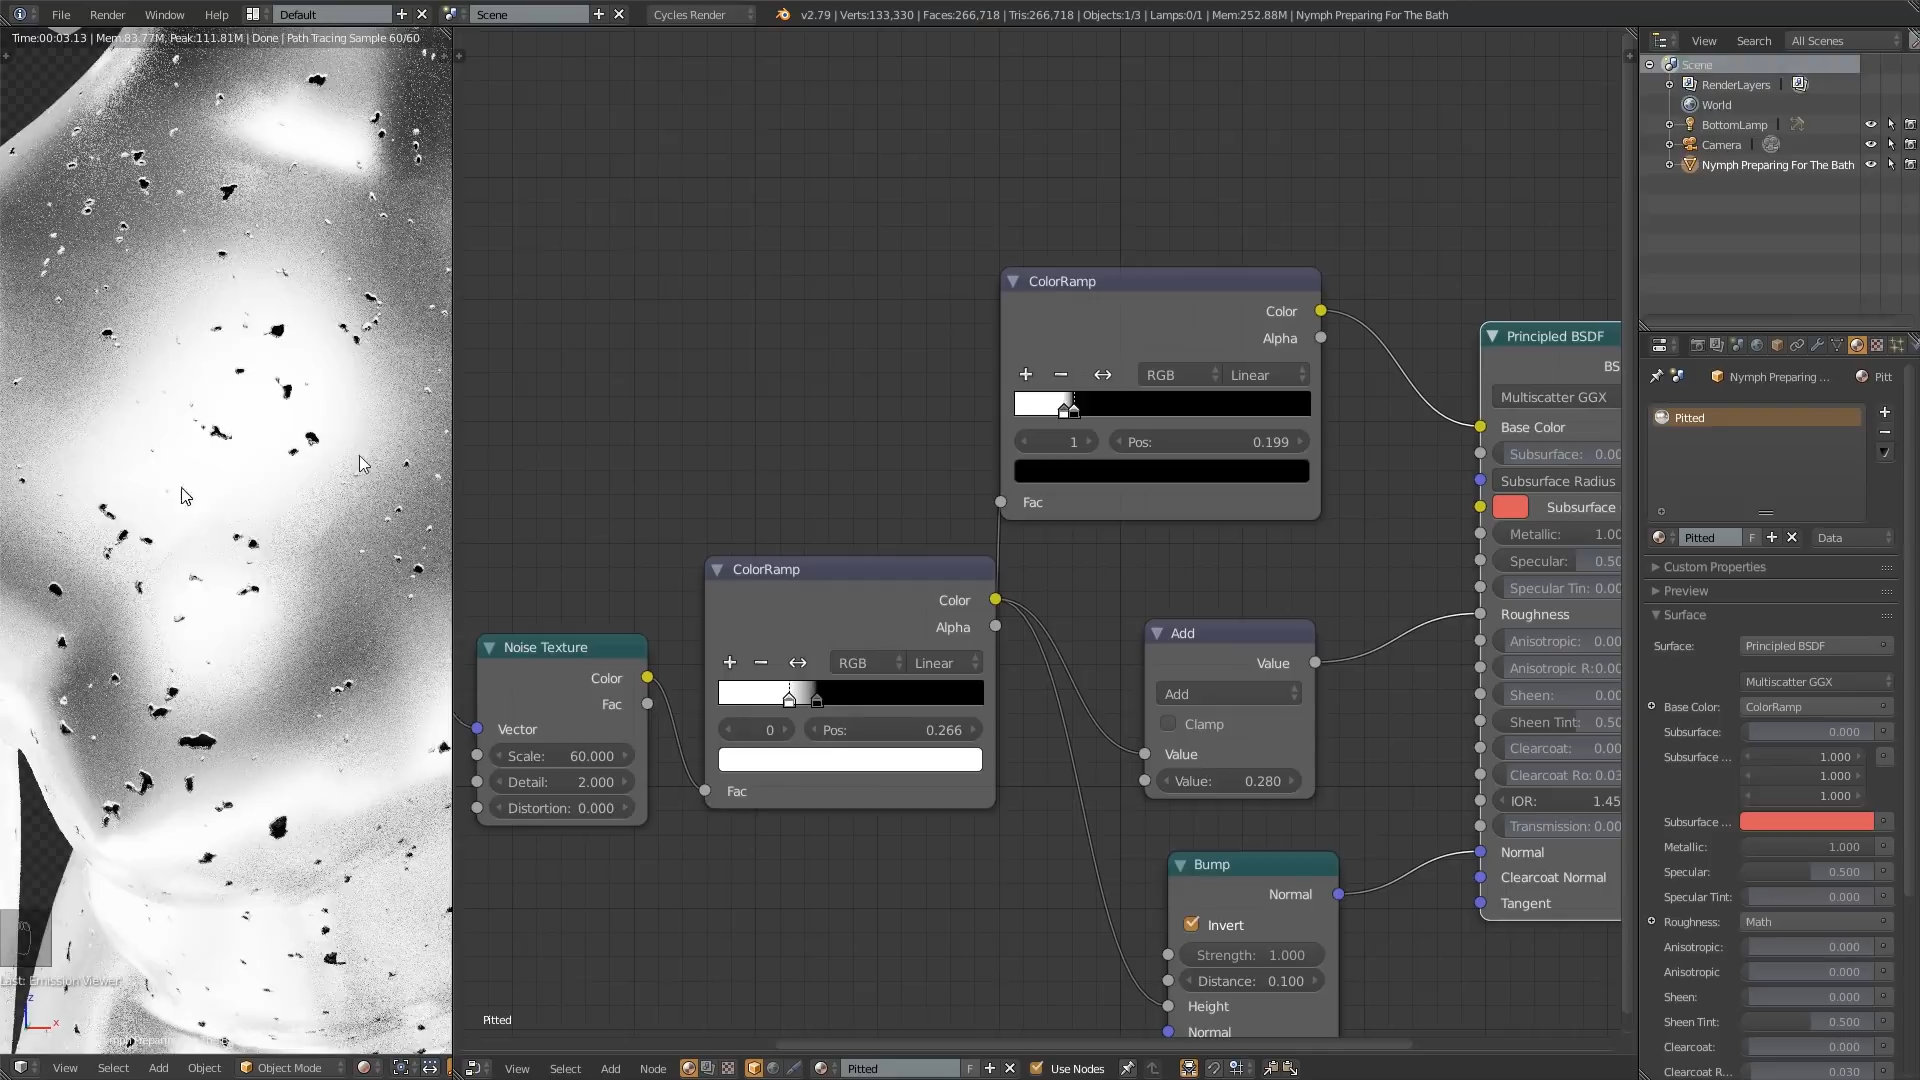 File Render Window Help Default Scene Cycles Render v2.79 | Verts:133,330 | Faces:266,718 | Tris:266,718 | Objects:1/3 | Lamps:0/1 | Mem:252.88M | Nymph Preparing For The Bath
Time:00:03.13 | Mem:83.77M, Peak:111.81M | Done | Path Tracing Sample 60/60
View Search All Scenes
Scene
RenderLayers
World
BottomLamp
Camera
Nymph Preparing For The Bath
ColorRamp
Color
Alpha
RGB Linear
1 Pos: 0.199
Fac
ColorRamp
Color
Alpha
RGB Linear
0 Pos: 0.266
Fac
Noise Texture
Color
Fac
Vector
Scale: 60.000
Detail: 2.000
Distortion: 0.000
Add
Value
Add
Clamp
Value
Value: 0.280
Bump
Normal
Invert
Strength: 1.000
Distance: 0.100
Height
Normal
Principled BSDF
BS
Multiscatter GGX
Base Color
Subsurface: 0.00
Subsurface Radius
Subsurface
Metallic: 1.00
Specular: 0.50
Specular Tin: 0.00
Roughness
Anisotropic: 0.00
Anisotropic R:0.00
Sheen: 0.00
Sheen Tint: 0.50
Clearcoat: 0.00
Clearcoat Ro: 0.03
IOR: 1.45
Transmission: 0.00
Normal
Clearcoat Normal
Tangent
Nymph Preparing ... Pitt
Pitted
Pitted F Data
Custom Properties
Preview
Surface
Surface: Principled BSDF
Multiscatter GGX
Base Color: ColorRamp
Subsurface: 0.000
Subsurface ... 1.000
1.000
1.000
Subsurface ...
Metallic: 1.000
Specular: 0.500
Specular Tint: 0.000
Roughness: Math
Anisotropic: 0.000
Anisotropic 0.000
Sheen: 0.000
Sheen Tint: 0.500
Clearcoat: 0.000
Clearcoat R... 0.030
Last: Emission Viewer
z
x
Pitted
View Select Add Object Object Mode
View Select Add Node Pitted F Use Nodes